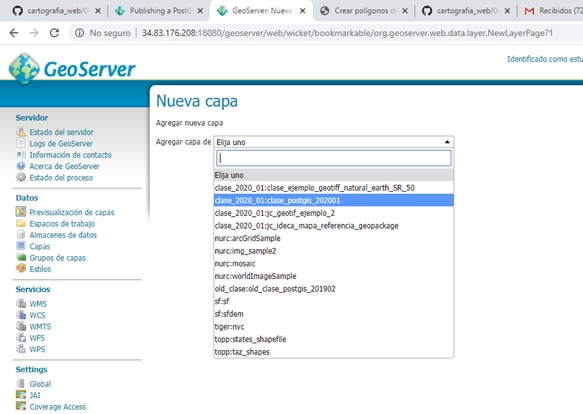 cartografia_web/D
Publishing a PostG
GeoServer: Nueva
Crear polígonos de
cartografia_web/D
Recibidos (72
No seguro
34.83.176.208:18080/geoserver/web/wicket/bookmarkable/org.geoserver.web.data.layer.NewLayerPage?1
GeoServer
Identificado como estu
Servidor
Estado del servidor
Logs de GeoServer
Información de contacto
Acerca de GeoServer
Estado del proceso
Datos
Previsualización de capas
Espacios de trabajo
Almacenes de datos
Capas
Grupos de capas
Estilos
Servicios
WMS
WCS
WMTS
WFS
WPS
Settings
Global
JAI
Coverage Access
Nueva capa
Agregar nueva capa
Agregar capa de Elija uno
Elija uno
clase_2020_01:clase_ejemplo_geotiff_natural_earth_SR_50
clase_2020_01:clase_postgis_202001
clase_2020_01:jc_geotif_ejemplo_2
clase_2020_01:jc_ideca_mapa_referencia_geopackage
nurc:arcGridSample
nurc:img_sample2
nurc:mosaic
nurc:worldImageSample
old_clase:old_clase_postgis_201902
sf:sf
sf:sfdem
tiger:nyc
topp:states_shapefile
topp:taz_shapes